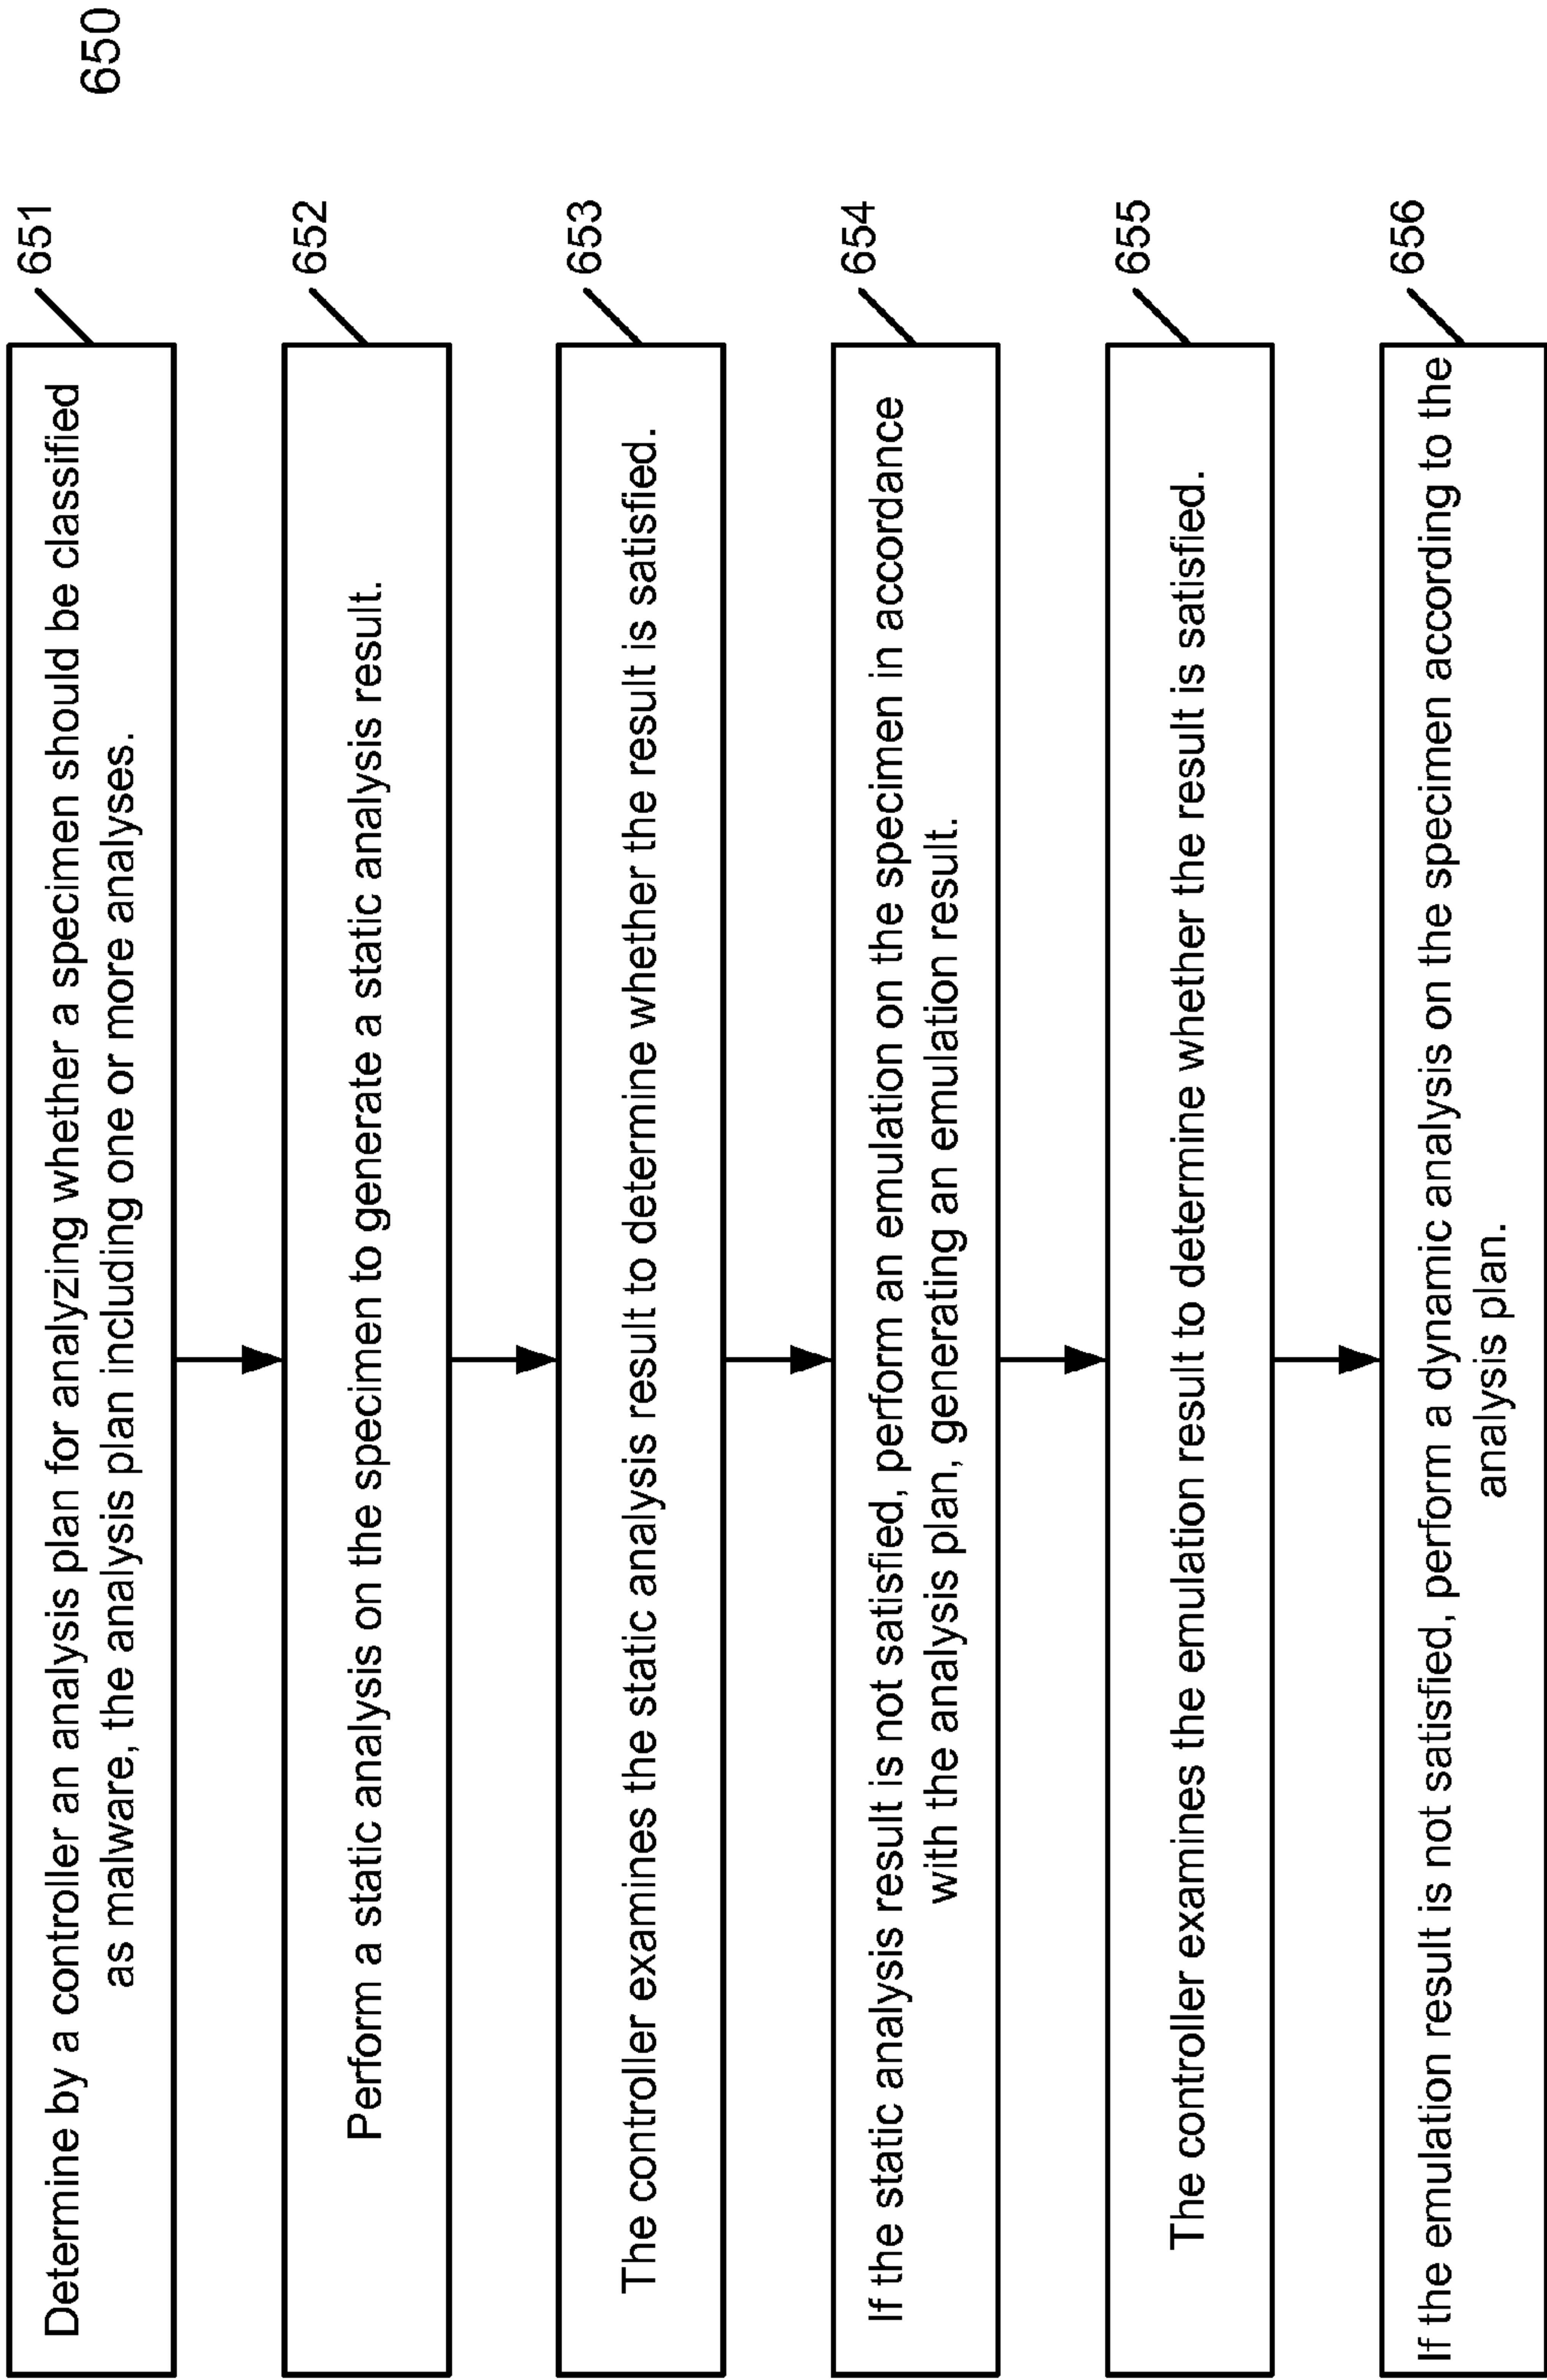 650
651
Determine by a controller an analysis plan for analyzing whether a specimen should be classified
as malware, the analysis plan including one or more analyses.
652
Perform a static analysis on the specimen to generate a static analysis result.
653
The controller examines the static analysis result to determine whether the result is satisfied.
654
If the static analysis result is not satisfied, perform an emulation on the specimen in accordance
with the analysis plan, generating an emulation result.
655
The controller examines the emulation result to determine whether the result is satisfied.
656
If the emulation result is not satisfied, perform a dynamic analysis on the specimen according to the
analysis plan.